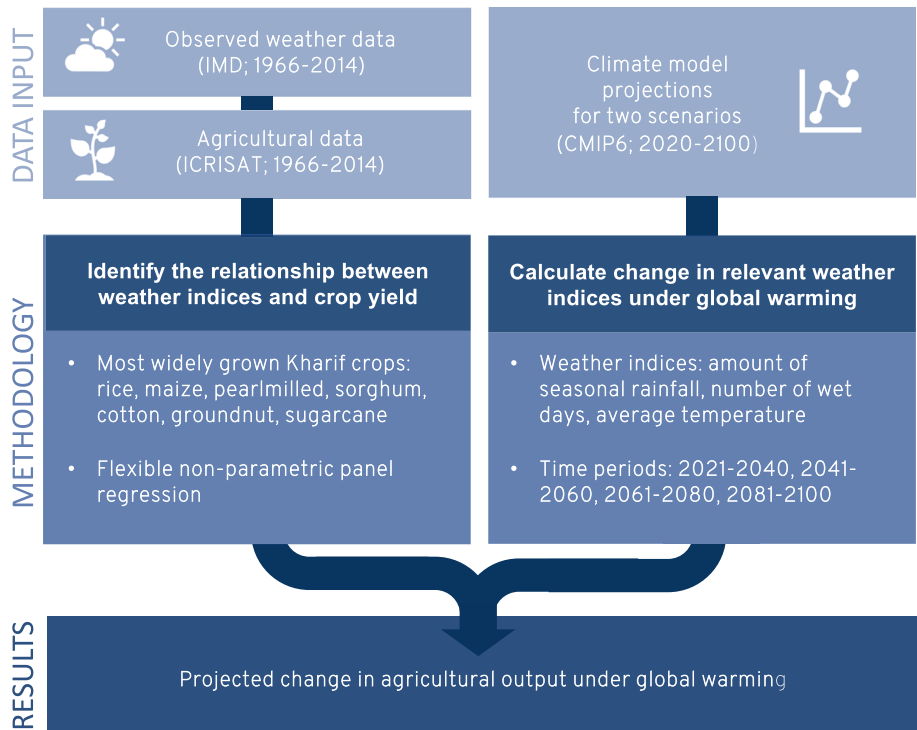 DATA INPUT
Observed weather data
(IMD; 1966-2014)
Agricultural data
(ICRISAT; 1966-2014)
Climate model
projections
for two scenarios
(CMIP6; 2020-2100)
METHODOLOGY
Identify the relationship between
weather indices and crop yield
• Most widely grown Kharif crops:
rice, maize, pearlmilled, sorghum,
cotton, groundnut, sugarcane
• Flexible non-parametric panel
regression
Calculate change in relevant weather
indices under global warming
• Weather indices: amount of
seasonal rainfall, number of wet
days, average temperature
• Time periods: 2021-2040, 2041-
2060, 2061-2080, 2081-2100
RESULTS
Projected change in agricultural output under global warming